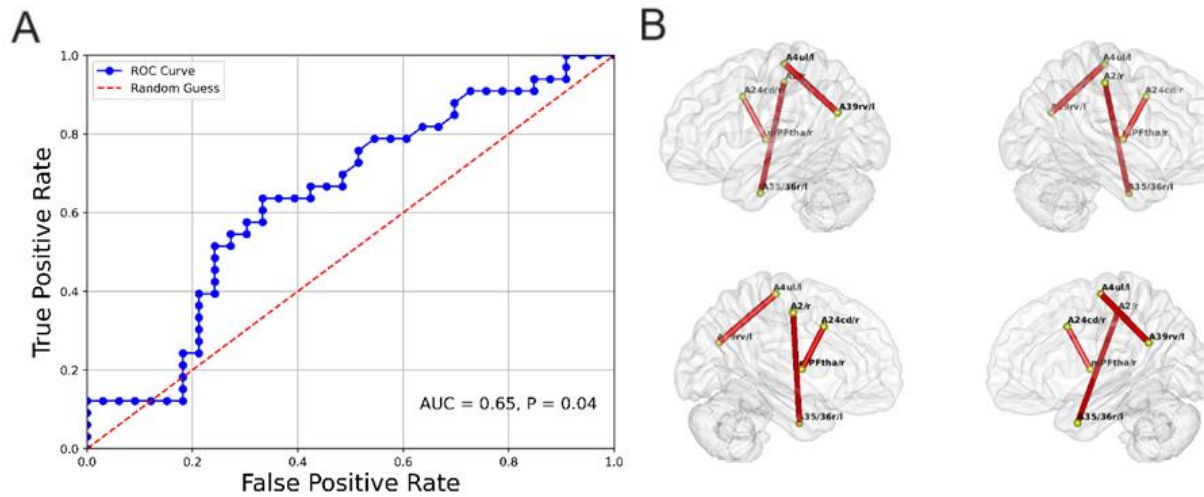 A
1.0
0.8
0.6
0.4
0.2
0.0
True Positive Rate
ROC Curve
Random Guess
AUC = 0.65, P = 0.04
0.0 0.2 0.4 0.6 0.8 1.0
False Positive Rate
B
A4ul/l
A24cd/r
A39rv/l
A35/36r/l
A4ul/l
A2/r
A24cd/r
A35/36r/l
A4ul/l
A2/r
A24cd/r
A35/36r/l
A4ul/l
A2/r
A24cd/r
A39rv/l
mPFtha/r
A35/36r/l